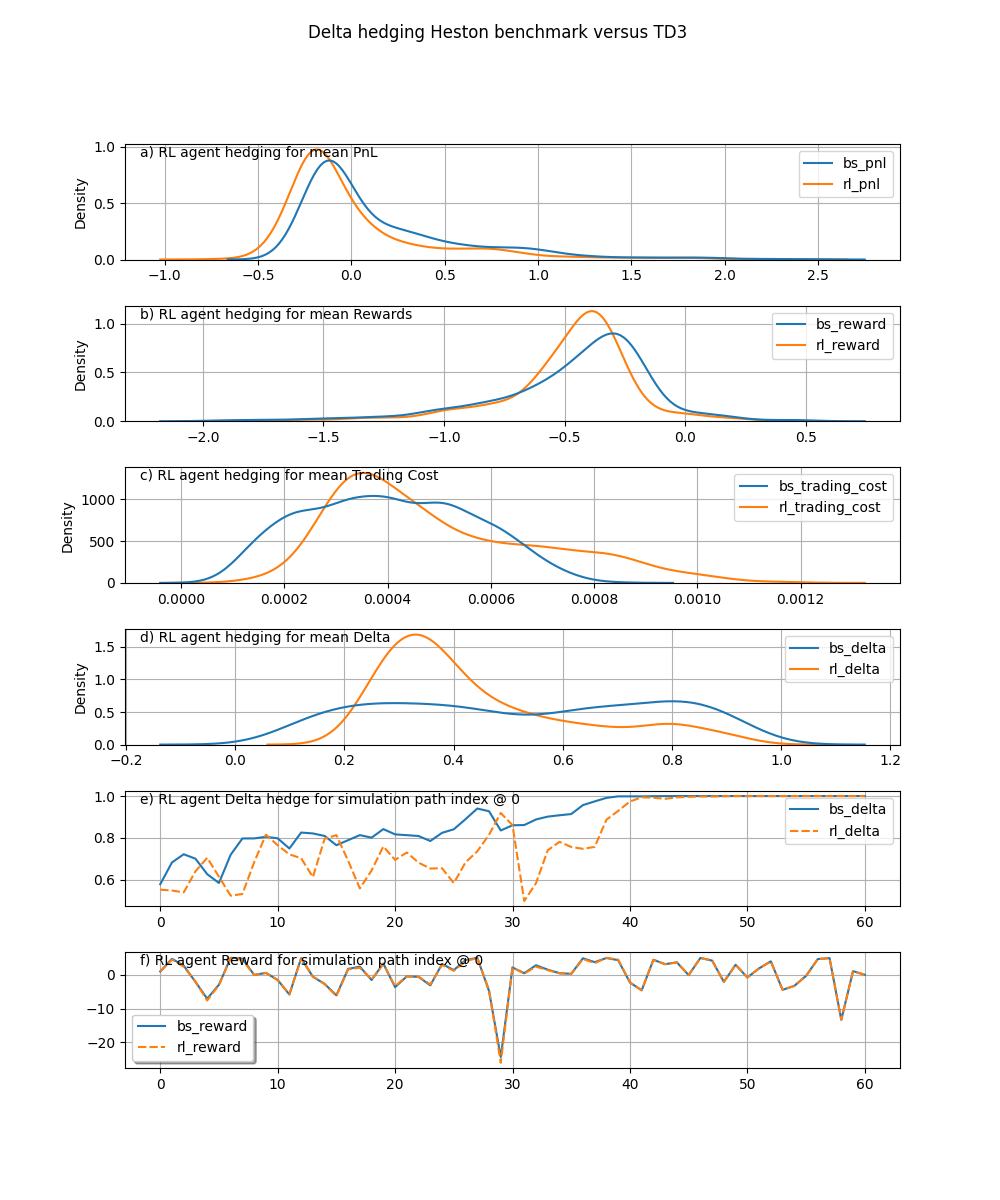 Delta hedging Heston benchmark versus TD3
a) RL agent hedging for mean PnL
bs_pnl
rl_pnl
Density
1.0
0.5
0.0
−1.0 −0.5 0.0 0.5 1.0 1.5 2.0 2.5
b) RL agent hedging for mean Rewards
bs_reward
rl_reward
Density
1.0
0.5
0.0
−2.0 −1.5 −1.0 −0.5 0.0 0.5
c) RL agent hedging for mean Trading Cost
bs_trading_cost
rl_trading_cost
Density
1000
500
0
0.0000 0.0002 0.0004 0.0006 0.0008 0.0010 0.0012
d) RL agent hedging for mean Delta
bs_delta
rl_delta
Density
1.5
1.0
0.5
0.0
−0.2 0.0 0.2 0.4 0.6 0.8 1.0 1.2
e) RL agent Delta hedge for simulation path index @ 0
bs_delta
rl_delta
1.0
0.8
0.6
0 10 20 30 40 50 60
f) RL agent Reward for simulation path index @ 0
0
−10
−20
bs_reward
rl_reward
0 10 20 30 40 50 60